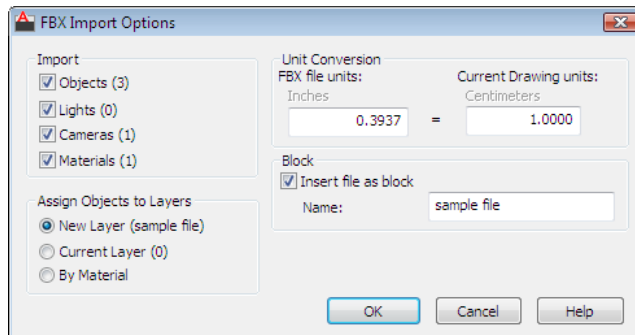 FBX Import Options
Import
Objects (3)
Lights (0)
Cameras (1)
Materials (1)
Assign Objects to Layers
New Layer (sample file)
Current Layer (0)
By Material
Unit Conversion
FBX file units: Current Drawing units:
Inches Centimeters
0.3937 = 1.0000
Block
Insert file as block
Name: sample file
OK Cancel Help